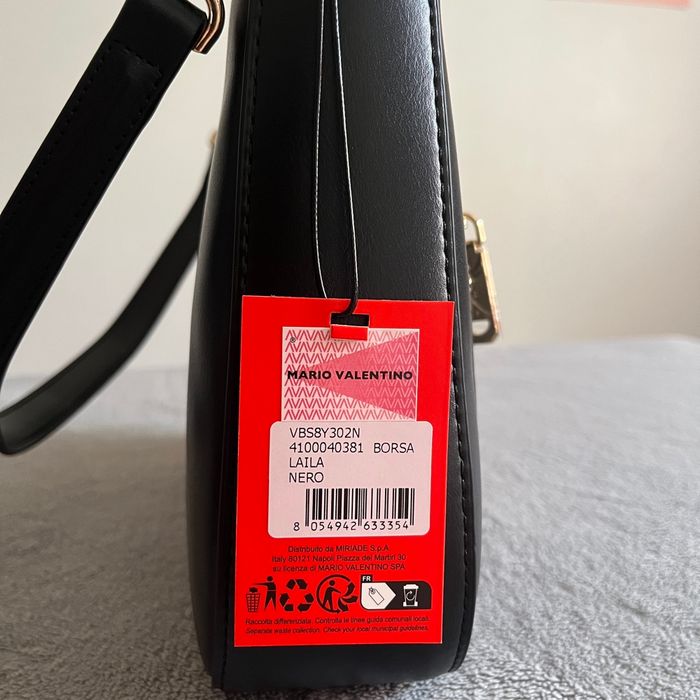 MARIO VALENTINO
VBS8Y302N
4100040381 BORSA
LAILA
NERO
8 054942 633354
Distribuito da MIRIADE S.p.A.
Italy 80121 Napoli Piazza dei Martiri 30
su licenza di MARIO VALENTINO SPA
FR
Raccolta differenziata. Controlla le linee guida comunali locali.
Separate waste collection. Check your local municipal guidelines.